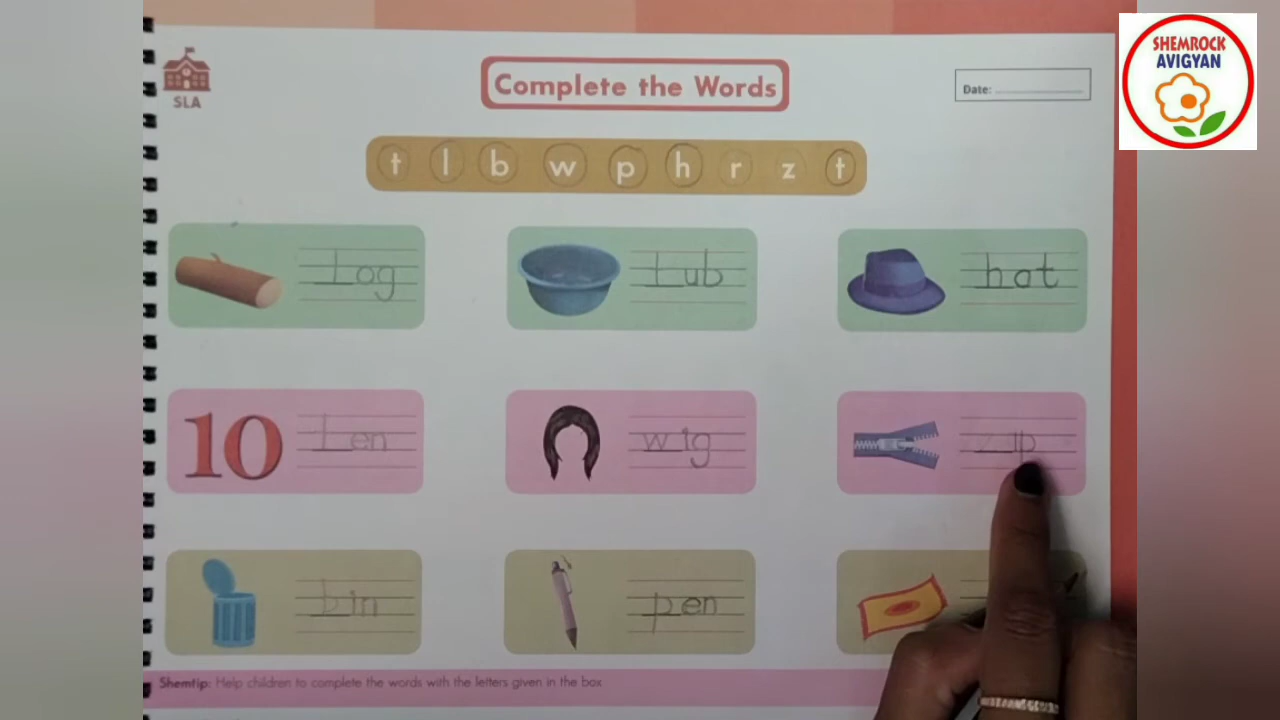 SHEMROCK
AVIGYAN
SLA
Complete the Words
Date:
t l b w p h r z t
log
tub
hat
10
ten
wig
zip
bin
pen
Shemtip: Help children to complete the words with the letters given in the box